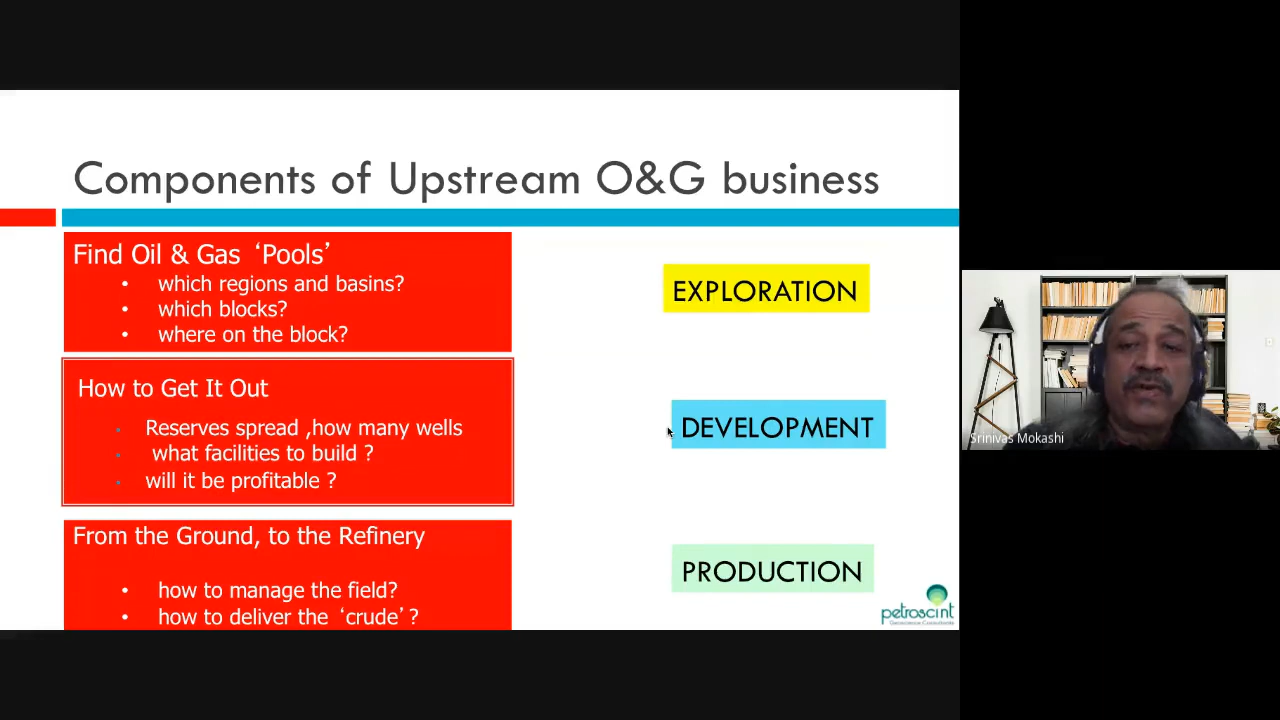 Components of Upstream O&G business
Find Oil & Gas ‘Pools’
• which regions and basins?
• which blocks?
• where on the block?
EXPLORATION
How to Get It Out
• Reserves spread ,how many wells
• what facilities to build ?
• will it be profitable ?
DEVELOPMENT
From the Ground, to the Refinery
• how to manage the field?
• how to deliver the ‘crude’ ?
PRODUCTION
petroscint
Geoscience Consultants
Srinivas Mokashi